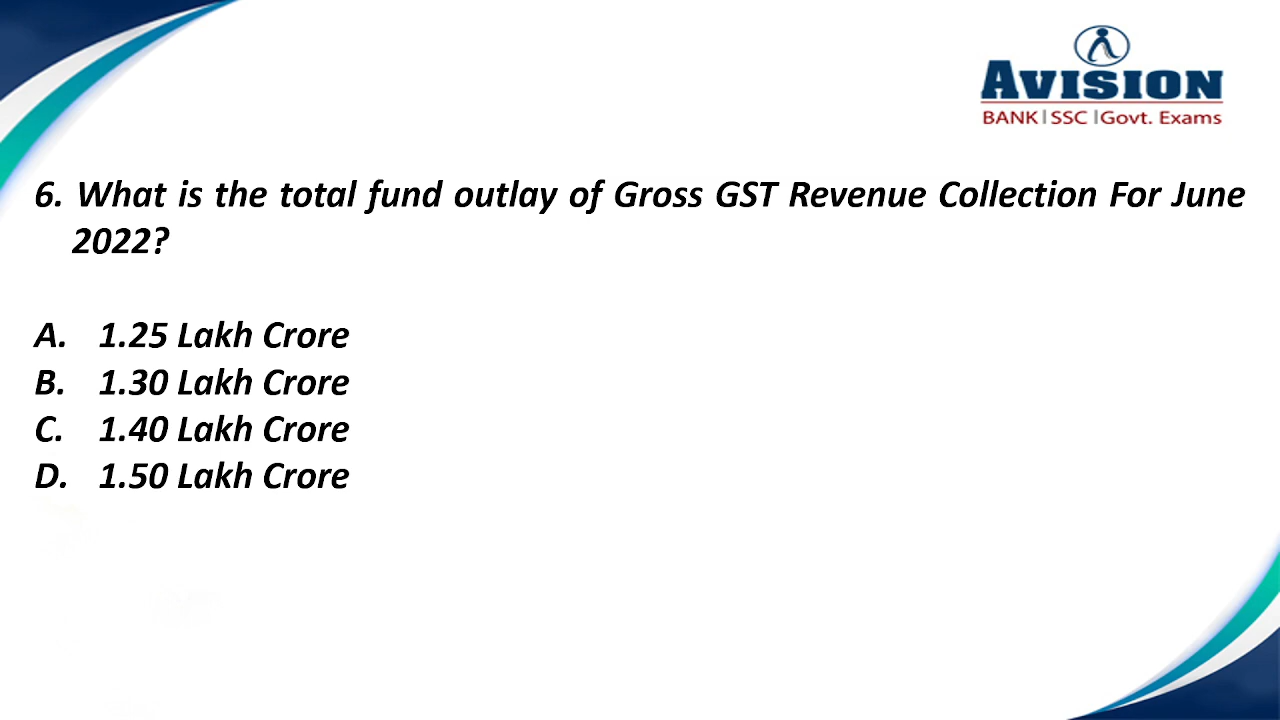 AVISION
BANK|SSC|Govt. Exams
6. What is the total fund outlay of Gross GST Revenue Collection For June
2022?
A. 1.25 Lakh Crore
B. 1.30 Lakh Crore
C. 1.40 Lakh Crore
D. 1.50 Lakh Crore